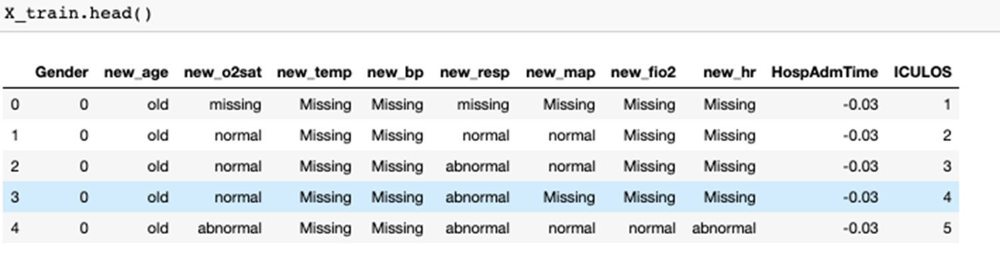 X_train.head()
Gender new_age new_o2sat new_temp new_bp new_resp new_map new_fio2 new_hr HospAdmTime ICULOS
0 0 old missing Missing Missing missing Missing Missing Missing -0.03 1
1 0 old normal Missing Missing normal normal Missing Missing -0.03 2
2 0 old normal Missing Missing abnormal normal Missing Missing -0.03 3
3 0 old normal Missing Missing abnormal Missing Missing Missing -0.03 4
4 0 old abnormal Missing Missing abnormal normal normal abnormal -0.03 5